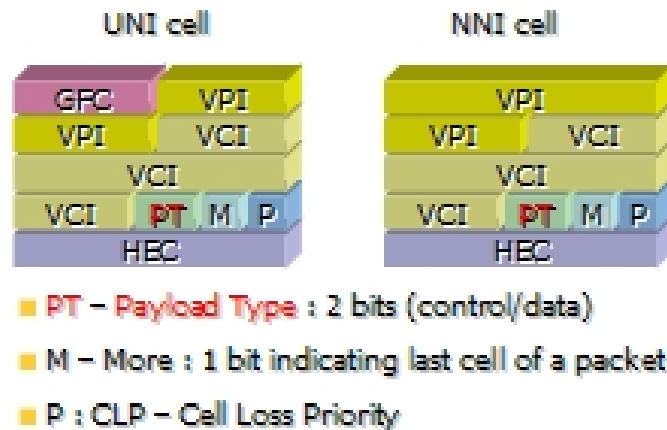 UNI cell
NNI cell
GFC VPI
VPI
VPI VCI
VPI VCI
VCI
VCI
VCI PT M P
VCI PT M P
HEC
HEC
PT – Payload Type : 2 bits (control/data)
M – More : 1 bit indicating last cell of a packet
P : CLP – Cell Loss Priority